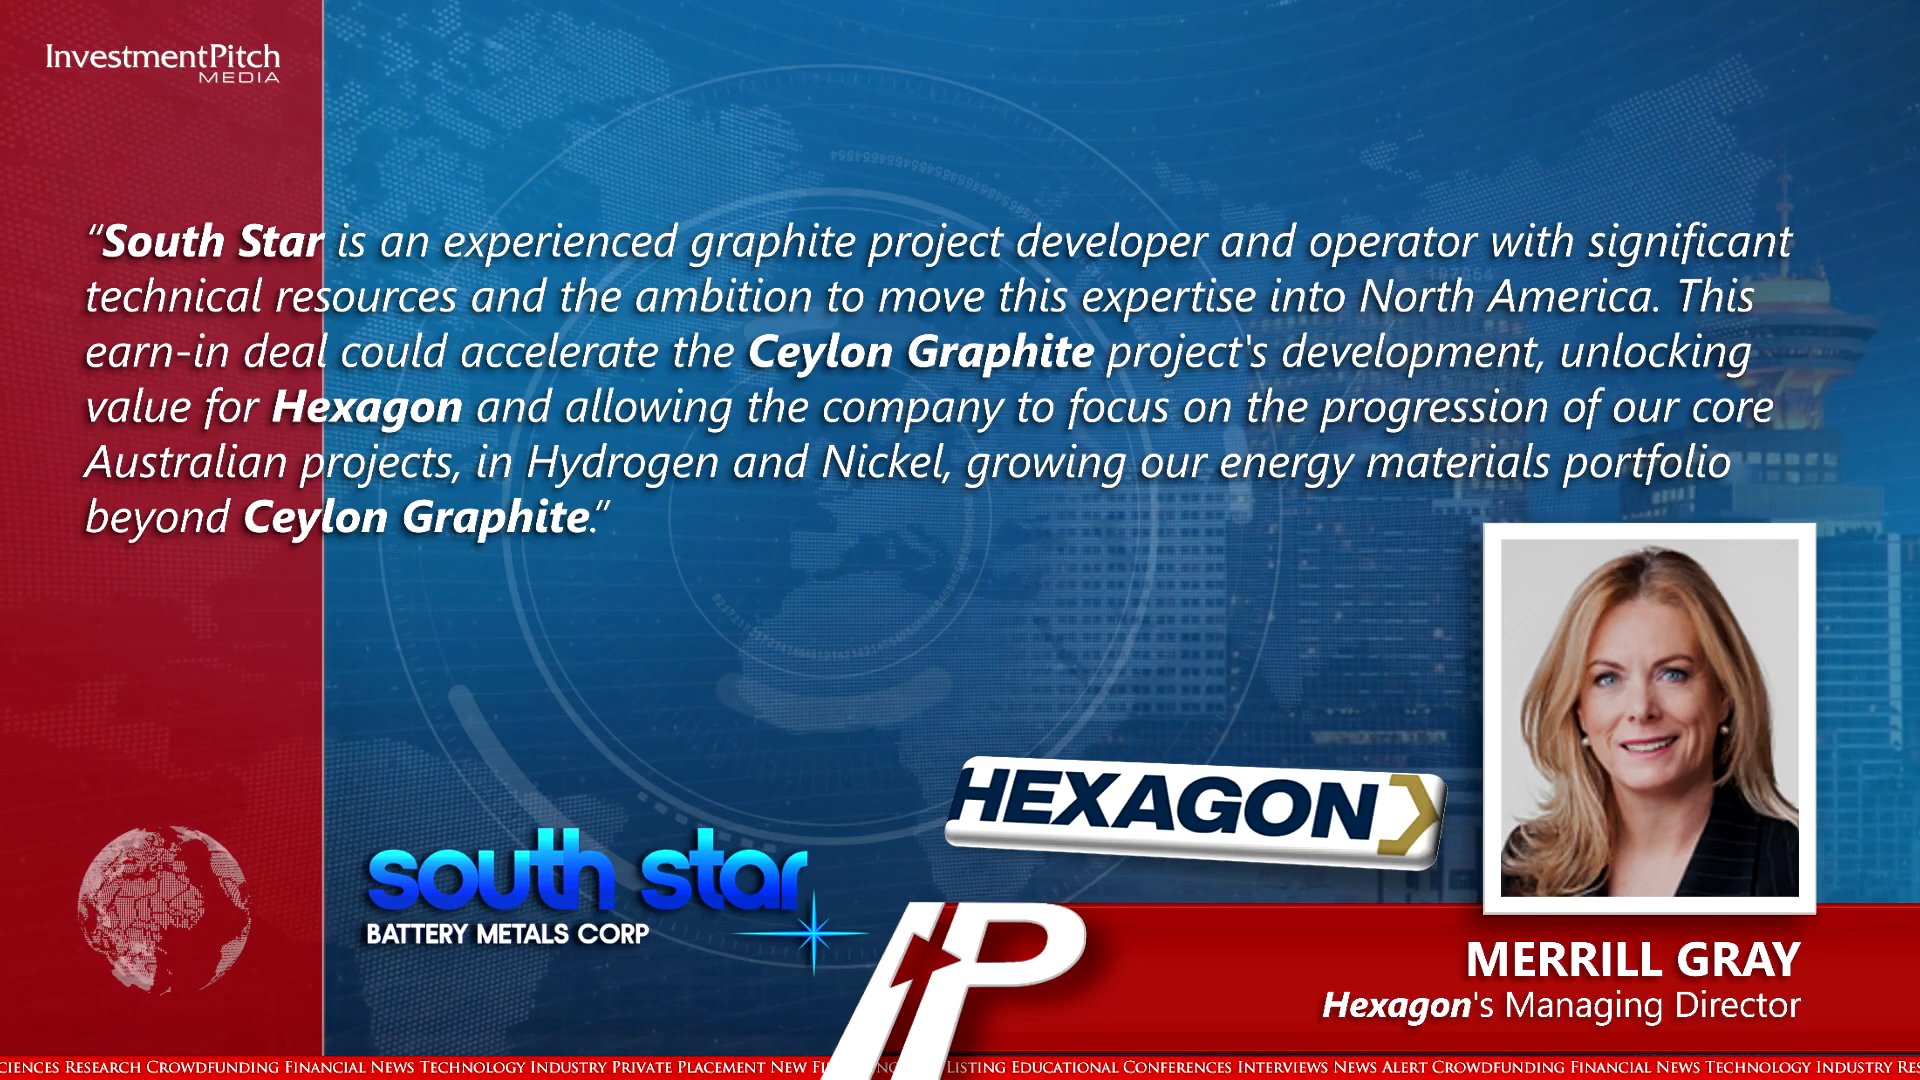 InvestmentPitch
MEDIA
“South Star is an experienced graphite project developer and operator with significant
technical resources and the ambition to move this expertise into North America. This
earn-in deal could accelerate the Ceylon Graphite project's development, unlocking
value for Hexagon and allowing the company to focus on the progression of our core
Australian projects, in Hydrogen and Nickel, growing our energy materials portfolio
beyond Ceylon Graphite.”
HEXAGON
south star
BATTERY METALS CORP
IP
MERRILL GRAY
Hexagon's Managing Director
CIENCES RESEARCH CROWDFUNDING FINANCIAL NEWS TECHNOLOGY INDUSTRY PRIVATE PLACEMENT NEW LISTING EDUCATIONAL CONFERENCES INTERVIEWS NEWS ALERT CROWDFUNDING FINANCIAL NEWS TECHNOLOGY INDUSTRY RES